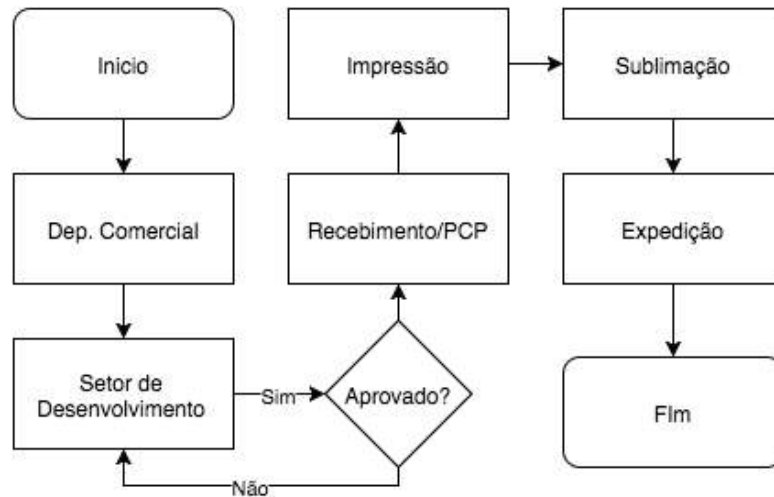 Inicio
Dep. Comercial
Setor de
Desenvolvimento
Sim
Aprovado?
Não
Recebimento/PCP
Impressão
Sublimação
Expedição
FIm